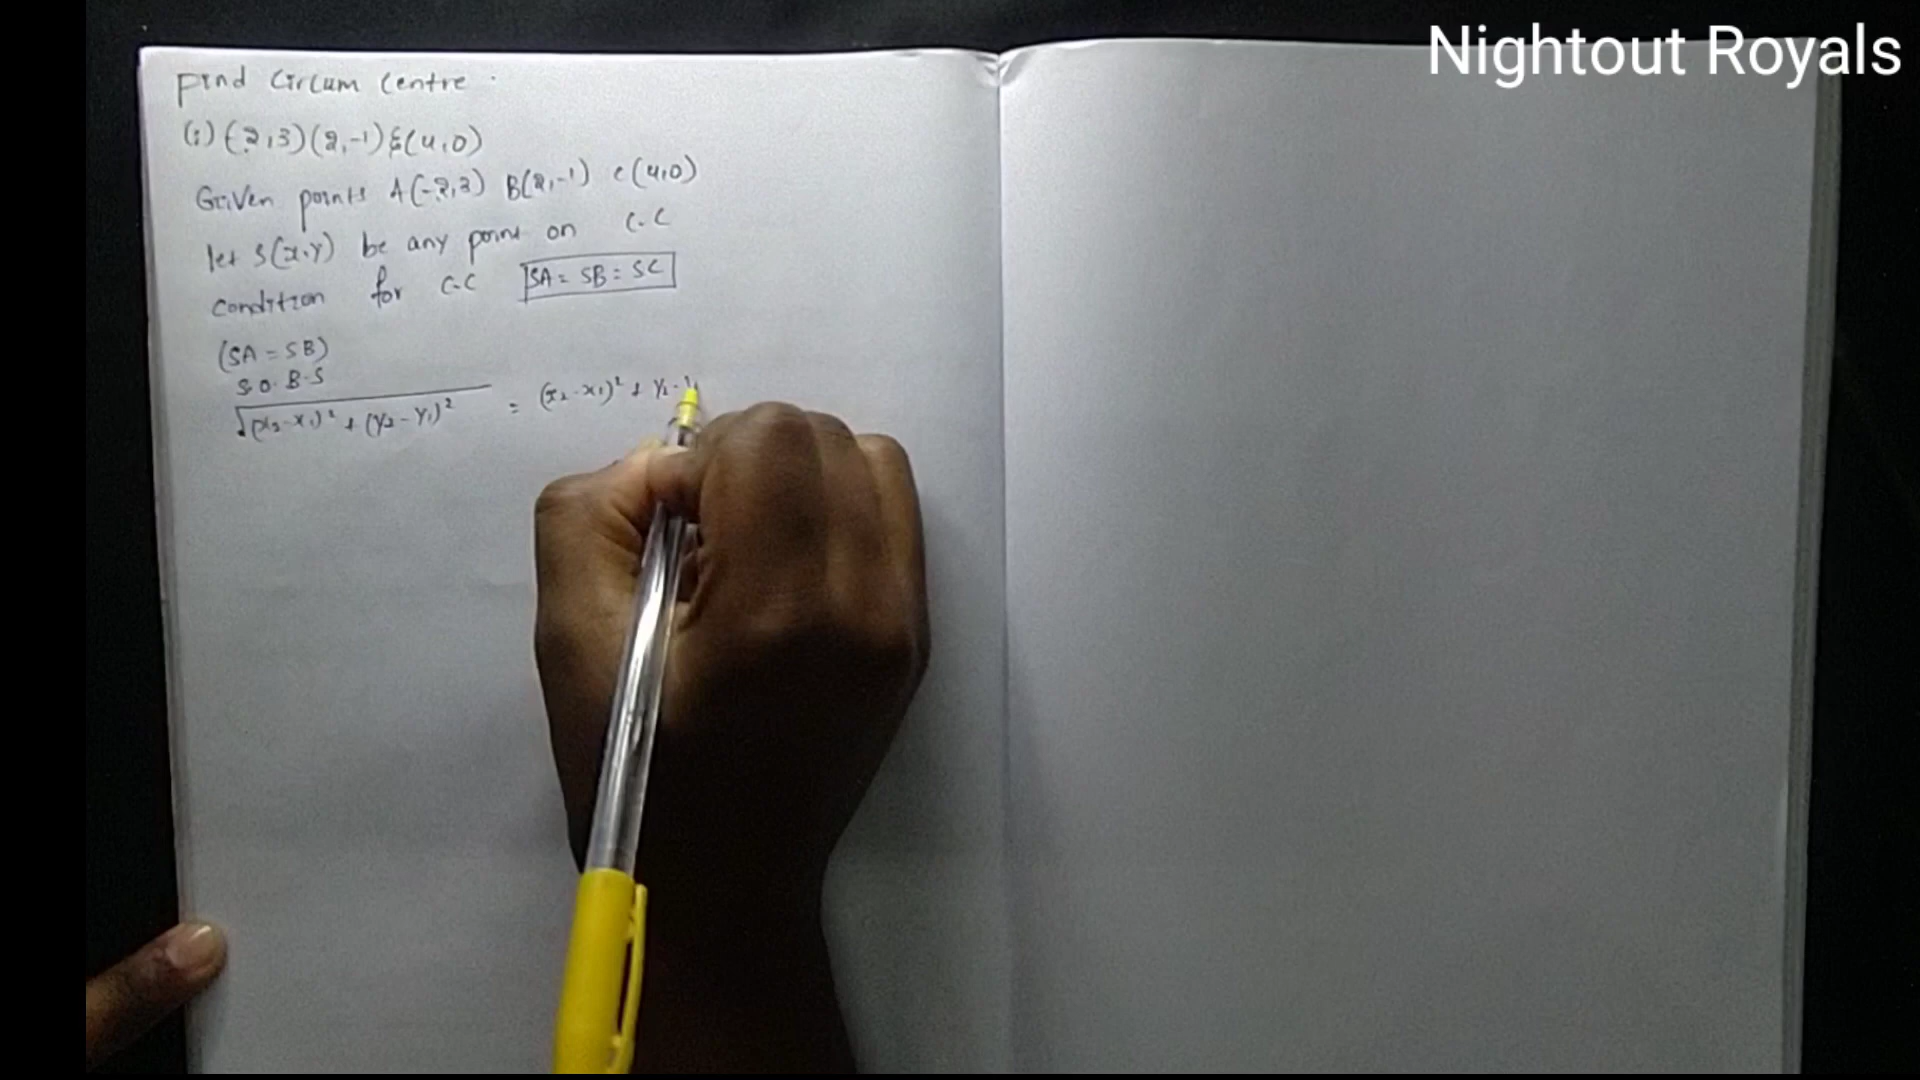 Nightout Royals
Find Circum Centre.
(i) (-2,3) (2,-1) & (4,0)
Given points A(-2,3) B(2,-1) C(4,0)
let S(x,y) be any point on C.C
condition for C.C SA = SB = SC
(SA = SB)
S.O.B.S
√(x₂-x₁)² + (y₂-y₁)² = (x₂-x₁)² + y₂-y